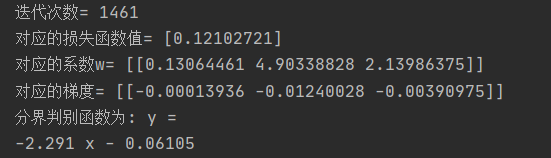 迭代次数= 1461
对应的损失函数值= [0.12102721]
对应的系数w= [[0.13064461 4.90338828 2.13986375]]
对应的梯度= [[-0.00013936 -0.01240028 -0.00390975]]
分界判别函数为: y =
-2.291 x - 0.06105